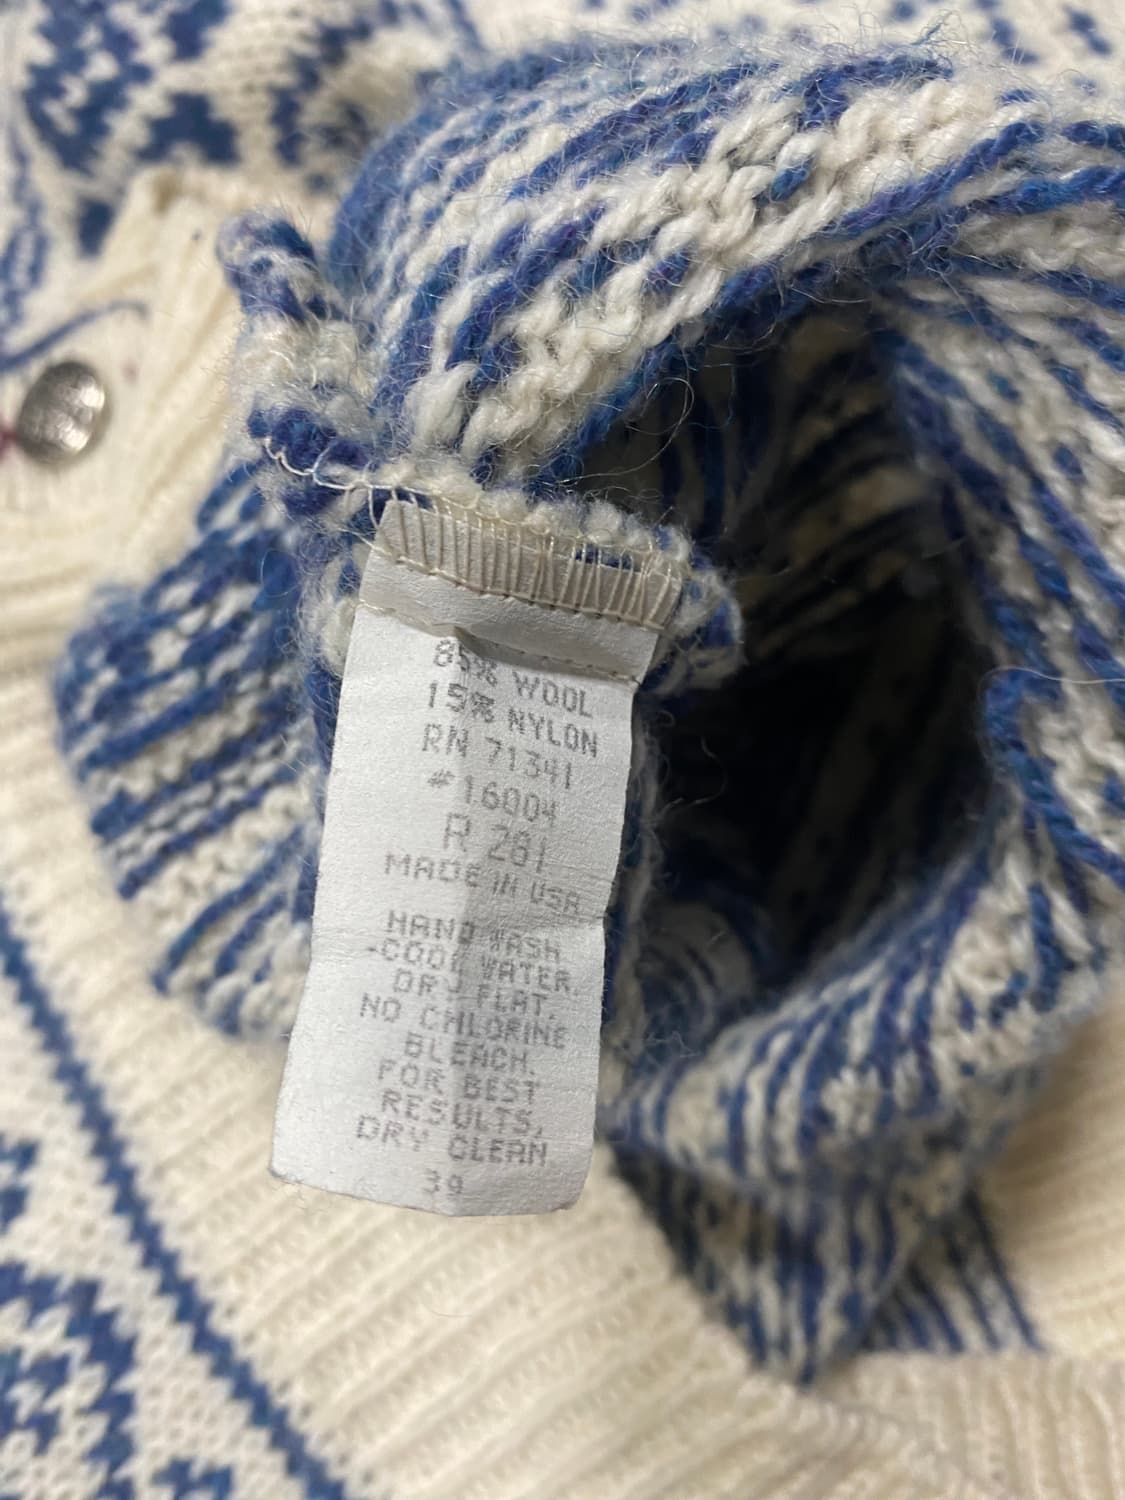 85% WOOL
15% NYLON
RN 71341
#16004
R 281
MADE IN USA
HAND WASH
-COOL WATER.
DRY FLAT.
NO CHLORINE
BLEACH.
FOR BEST
RESULTS,
DRY CLEAN
39